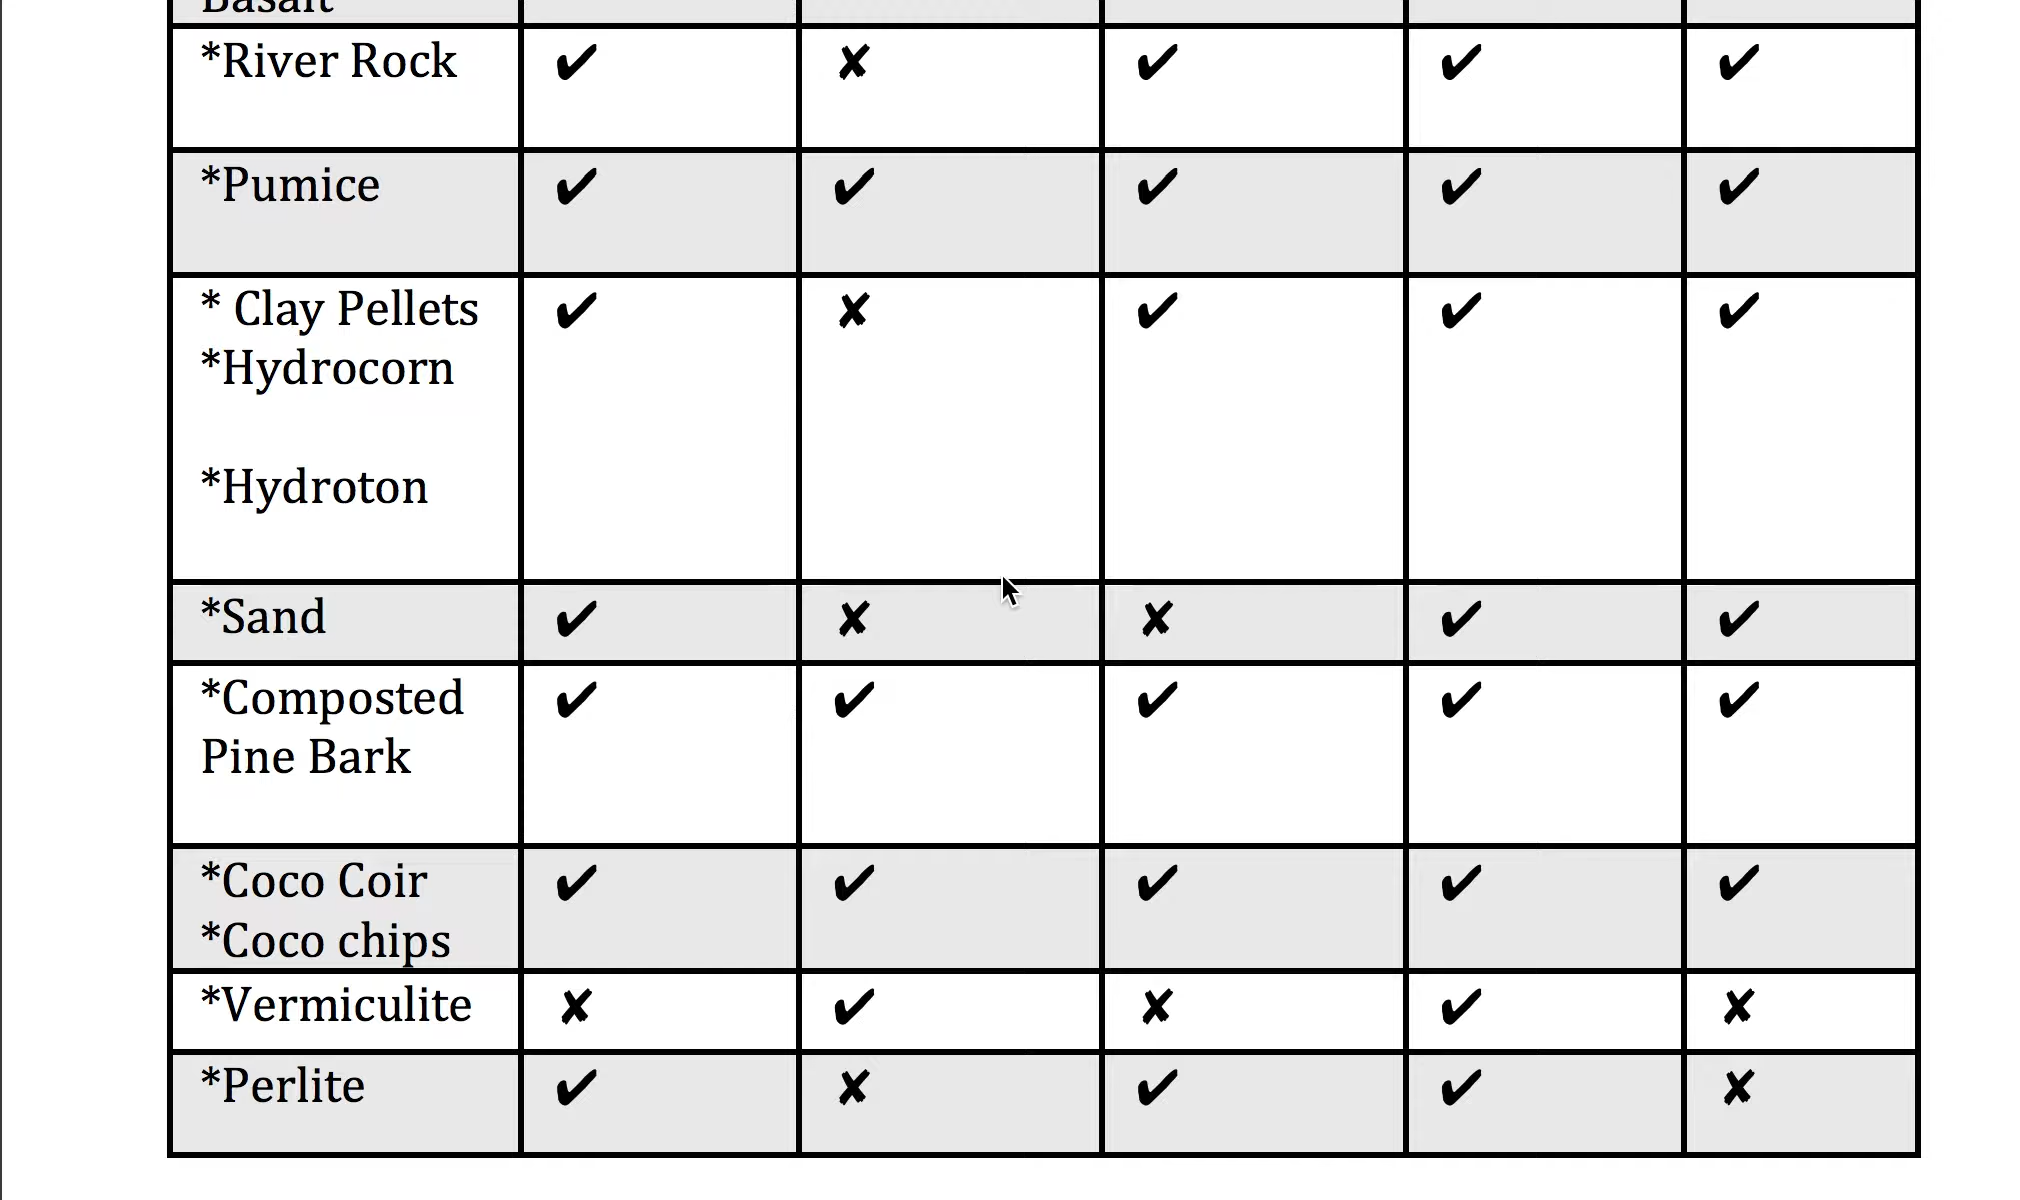 Basalt
*River Rock ✔ ✘ ✔ ✔ ✔
*Pumice ✔ ✔ ✔ ✔ ✔
* Clay Pellets ✔ ✘ ✔ ✔ ✔
*Hydrocorn
*Hydroton
*Sand ✔ ✘ ✘ ✔ ✔
*Composted ✔ ✔ ✔ ✔ ✔
Pine Bark
*Coco Coir ✔ ✔ ✔ ✔ ✔
*Coco chips
*Vermiculite ✘ ✔ ✘ ✔ ✘
*Perlite ✔ ✘ ✔ ✔ ✘